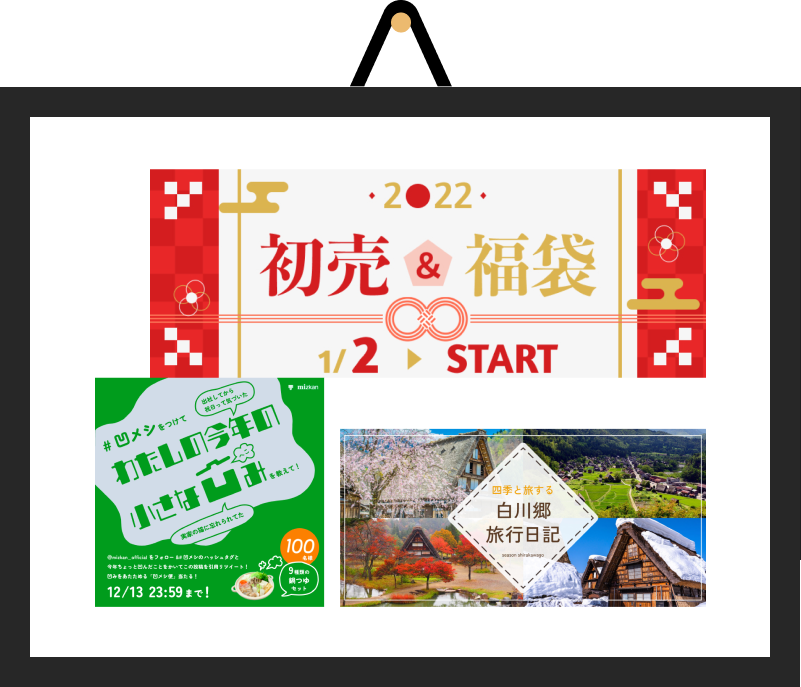 2022
初売 & 福袋
1/2 START
mizkan
出社してから
祝日って気づいた
#凹メシをつけて
わたしの今年の
小さな凹み
を教えて！
実家の猫に忘れられてた
@mizkan_official をフォロー&#凹メシのハッシュタグと
今年ちょっと凹んだことをかいてこの投稿を引用リツイート！
凹みをあたためる「凹メシ便」当たる！
100
名様
9種類の
鍋つゆ
セット
12/13 23:59まで！
四季と旅する
白川郷
旅行日記
season shirakawago